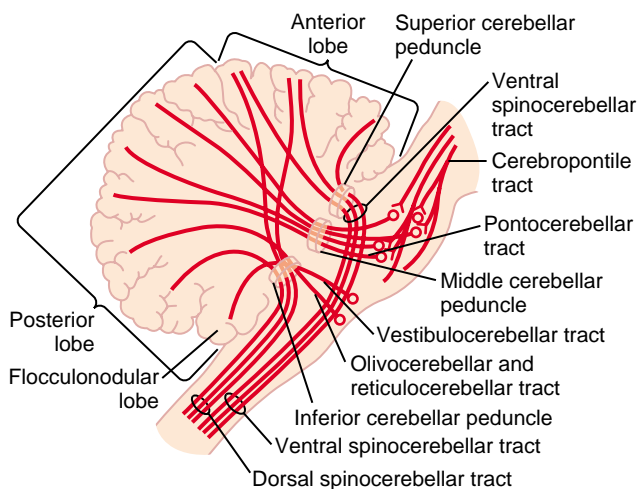 Anterior
lobe
Superior cerebellar
peduncle
Ventral
spinocerebellar
tract
Cerebropontile
tract
Pontocerebellar
tract
Middle cerebellar
peduncle
Vestibulocerebellar tract
Posterior
lobe
Olivocerebellar and
reticulocerebellar tract
Flocculonodular
lobe
Inferior cerebellar peduncle
Ventral spinocerebellar tract
Dorsal spinocerebellar tract